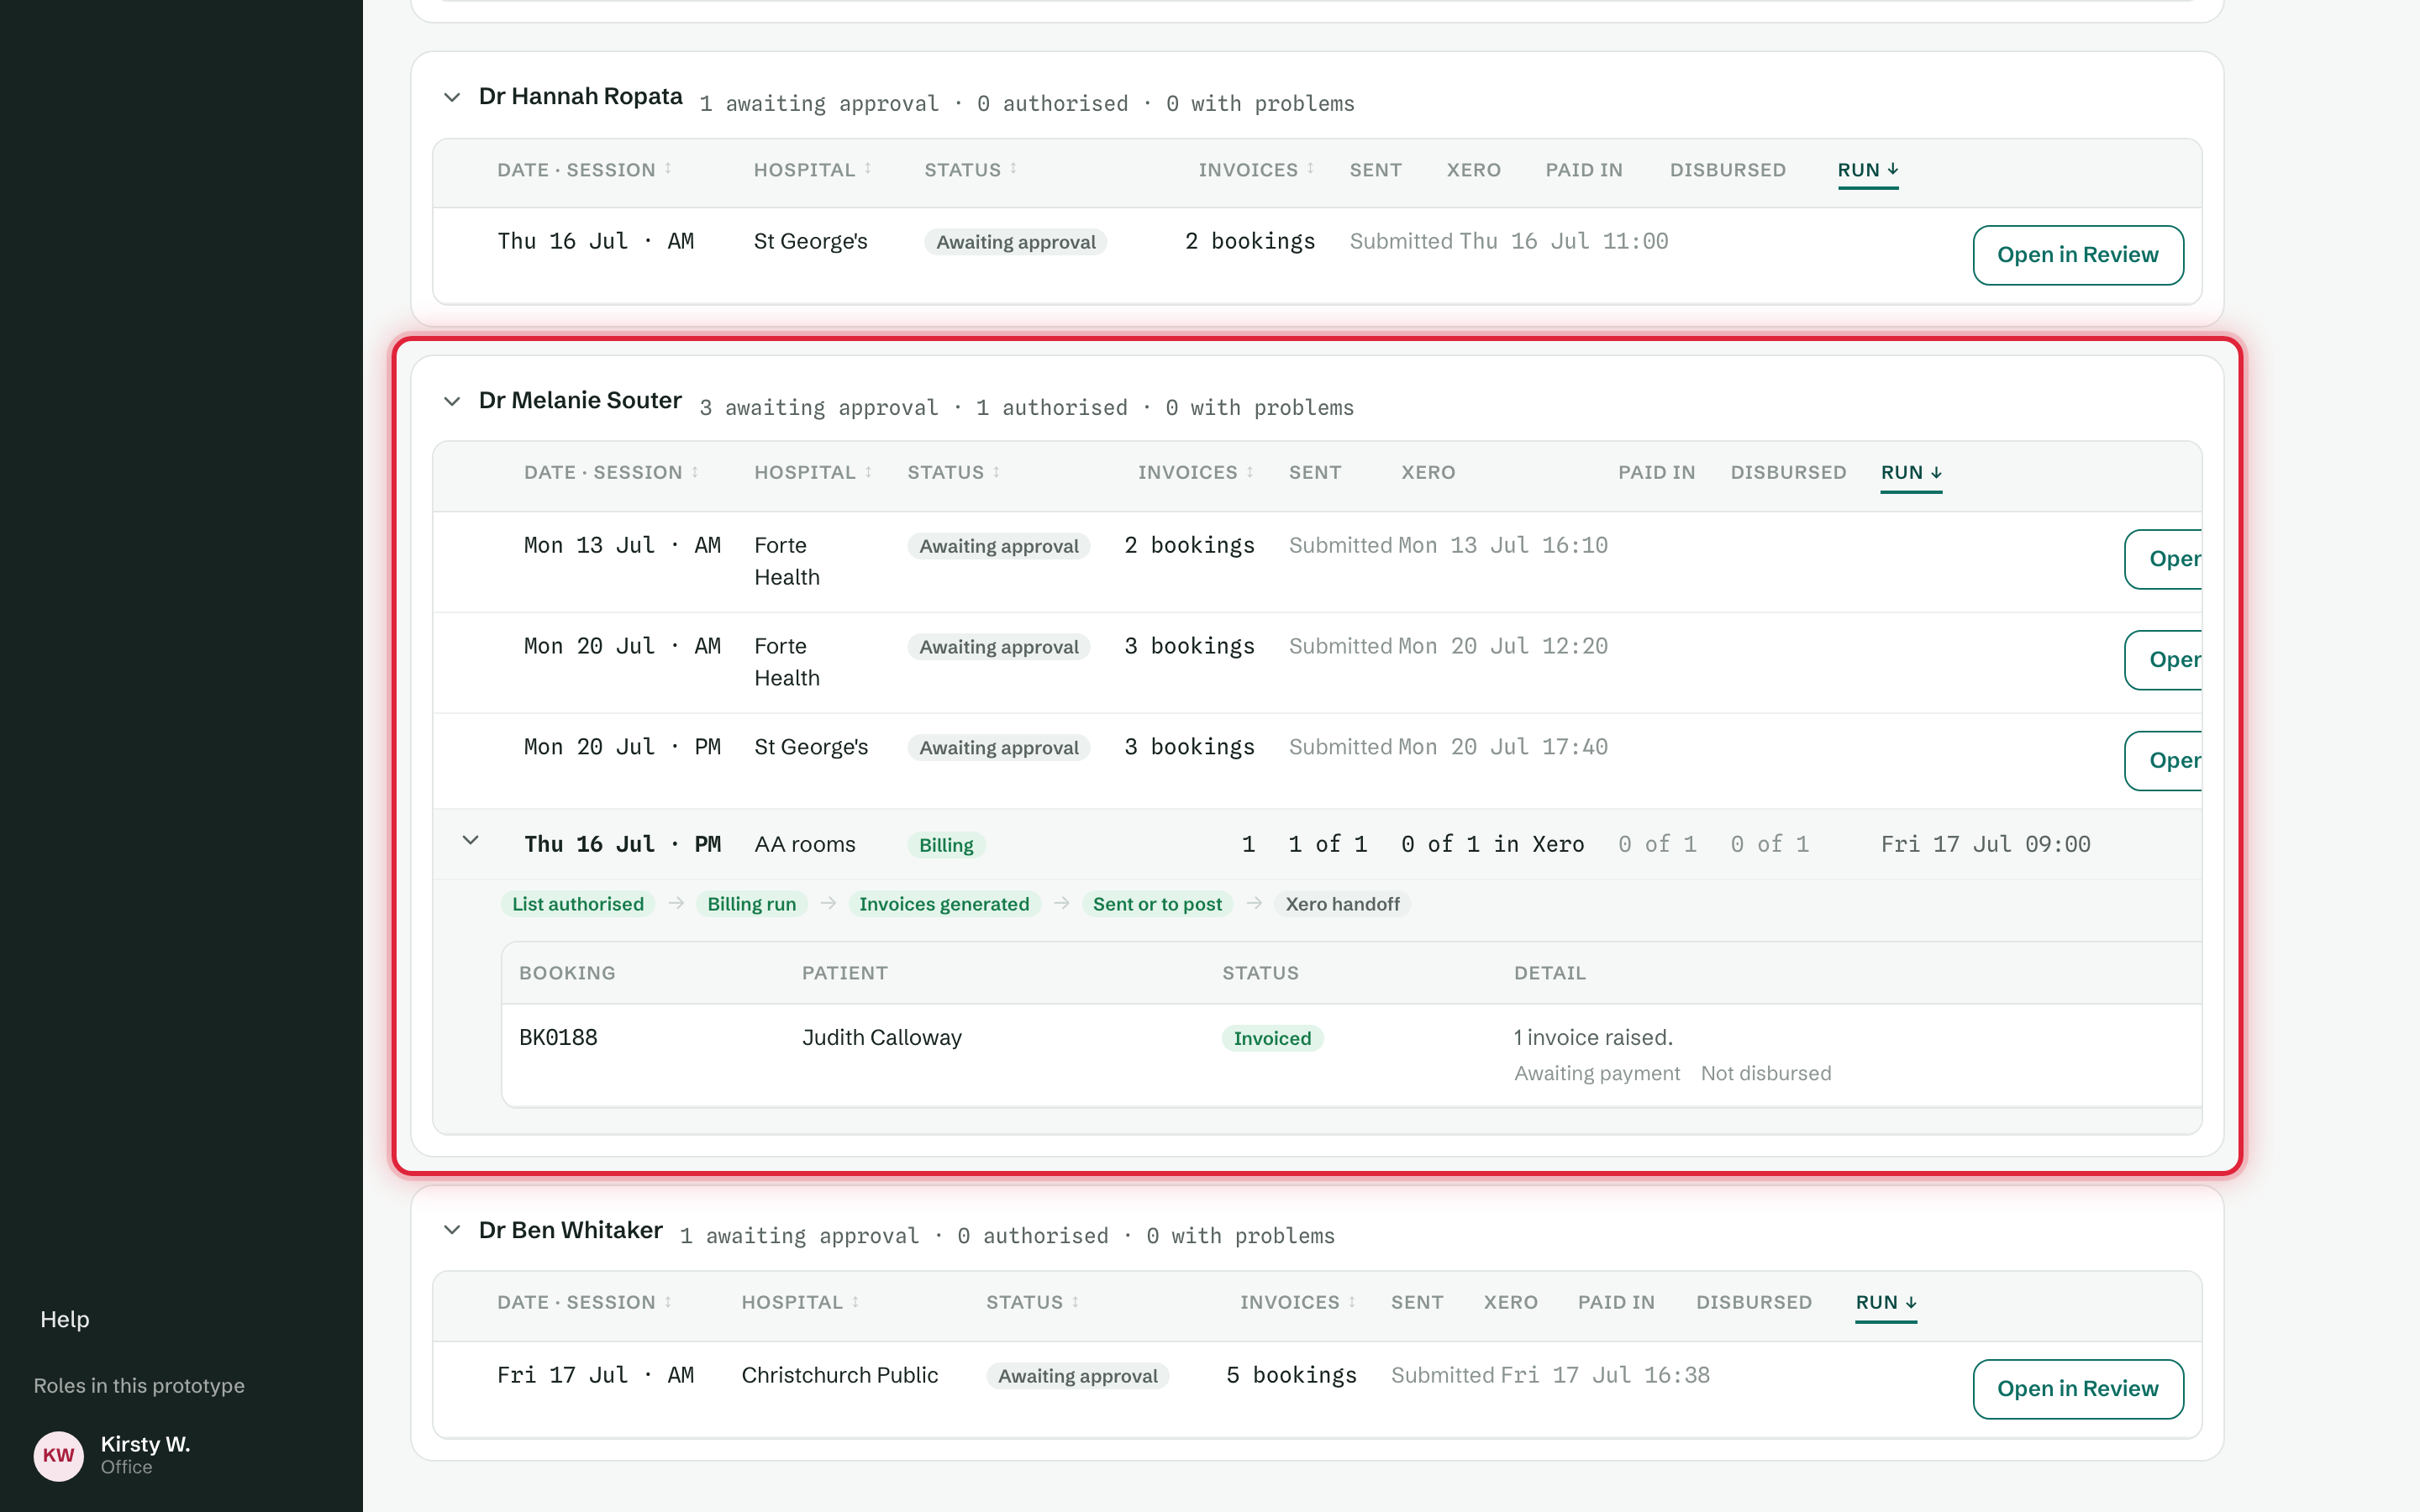 Dr Hannah Ropata 1 awaiting approval · 0 authorised · 0 with problems
DATE · SESSION ↕ HOSPITAL ↕ STATUS ↕ INVOICES ↕ SENT XERO PAID IN DISBURSED RUN ↓
Thu 16 Jul · AM St George's Awaiting approval 2 bookings Submitted Thu 16 Jul 11:00 Open in Review
Dr Melanie Souter 3 awaiting approval · 1 authorised · 0 with problems
DATE · SESSION ↕ HOSPITAL ↕ STATUS ↕ INVOICES ↕ SENT XERO PAID IN DISBURSED RUN ↓
Mon 13 Jul · AM Forte Health Awaiting approval 2 bookings Submitted Mon 13 Jul 16:10 Open
Mon 20 Jul · AM Forte Health Awaiting approval 3 bookings Submitted Mon 20 Jul 12:20 Open
Mon 20 Jul · PM St George's Awaiting approval 3 bookings Submitted Mon 20 Jul 17:40 Open
Thu 16 Jul · PM AA rooms Billing 1 1 of 1 0 of 1 in Xero 0 of 1 0 of 1 Fri 17 Jul 09:00
List authorised → Billing run → Invoices generated → Sent or to post → Xero handoff
BOOKING PATIENT STATUS DETAIL
BK0188 Judith Calloway Invoiced 1 invoice raised.
Awaiting payment Not disbursed
Dr Ben Whitaker 1 awaiting approval · 0 authorised · 0 with problems
DATE · SESSION ↕ HOSPITAL ↕ STATUS ↕ INVOICES ↕ SENT XERO PAID IN DISBURSED RUN ↓
Fri 17 Jul · AM Christchurch Public Awaiting approval 5 bookings Submitted Fri 17 Jul 16:38 Open in Review
Help
Roles in this prototype
KW Kirsty W.
Office